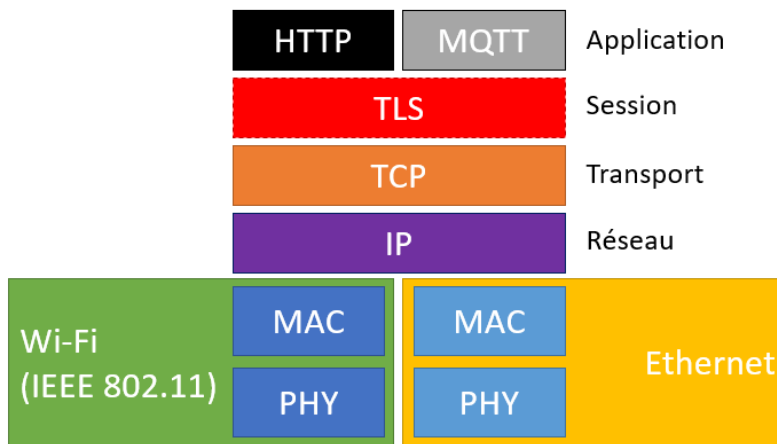 HTTP MQTT Application
TLS Session
TCP Transport
IP Réseau
MAC MAC
Wi-Fi
(IEEE 802.11)
Ethernet
PHY PHY